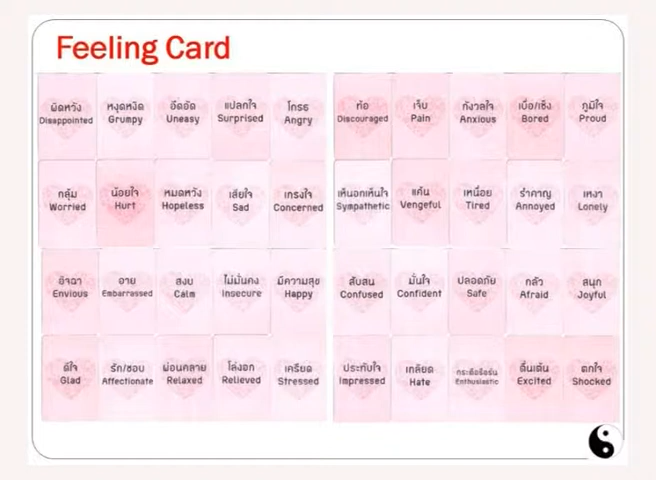 Feeling Card
ผิดหวัง
Disappointed
หงุดหงิด
Grumpy
อึดอัด
Uneasy
แปลกใจ
Surprised
โกรธ
Angry
ท้อ
Discouraged
เจ็บ
Pain
กังวลใจ
Anxious
เบื่อ/เซ็ง
Bored
ภูมิใจ
Proud
กลุ้ม
Worried
น้อยใจ
Hurt
หมดหวัง
Hopeless
เสียใจ
Sad
เกรงใจ
Concerned
เห็นอกเห็นใจ
Sympathetic
แค้น
Vengeful
เหนื่อย
Tired
รำคาญ
Annoyed
เหงา
Lonely
อิจฉา
Envious
อาย
Embarrassed
สงบ
Calm
ไม่มั่นคง
Insecure
มีความสุข
Happy
สับสน
Confused
มั่นใจ
Confident
ปลอดภัย
Safe
กลัว
Afraid
สนุก
Joyful
ดีใจ
Glad
รัก/ชอบ
Affectionate
ผ่อนคลาย
Relaxed
โล่งอก
Relieved
เครียด
Stressed
ประทับใจ
Impressed
เกลียด
Hate
กระตือรือร้น
Enthusiastic
ตื่นเต้น
Excited
ตกใจ
Shocked